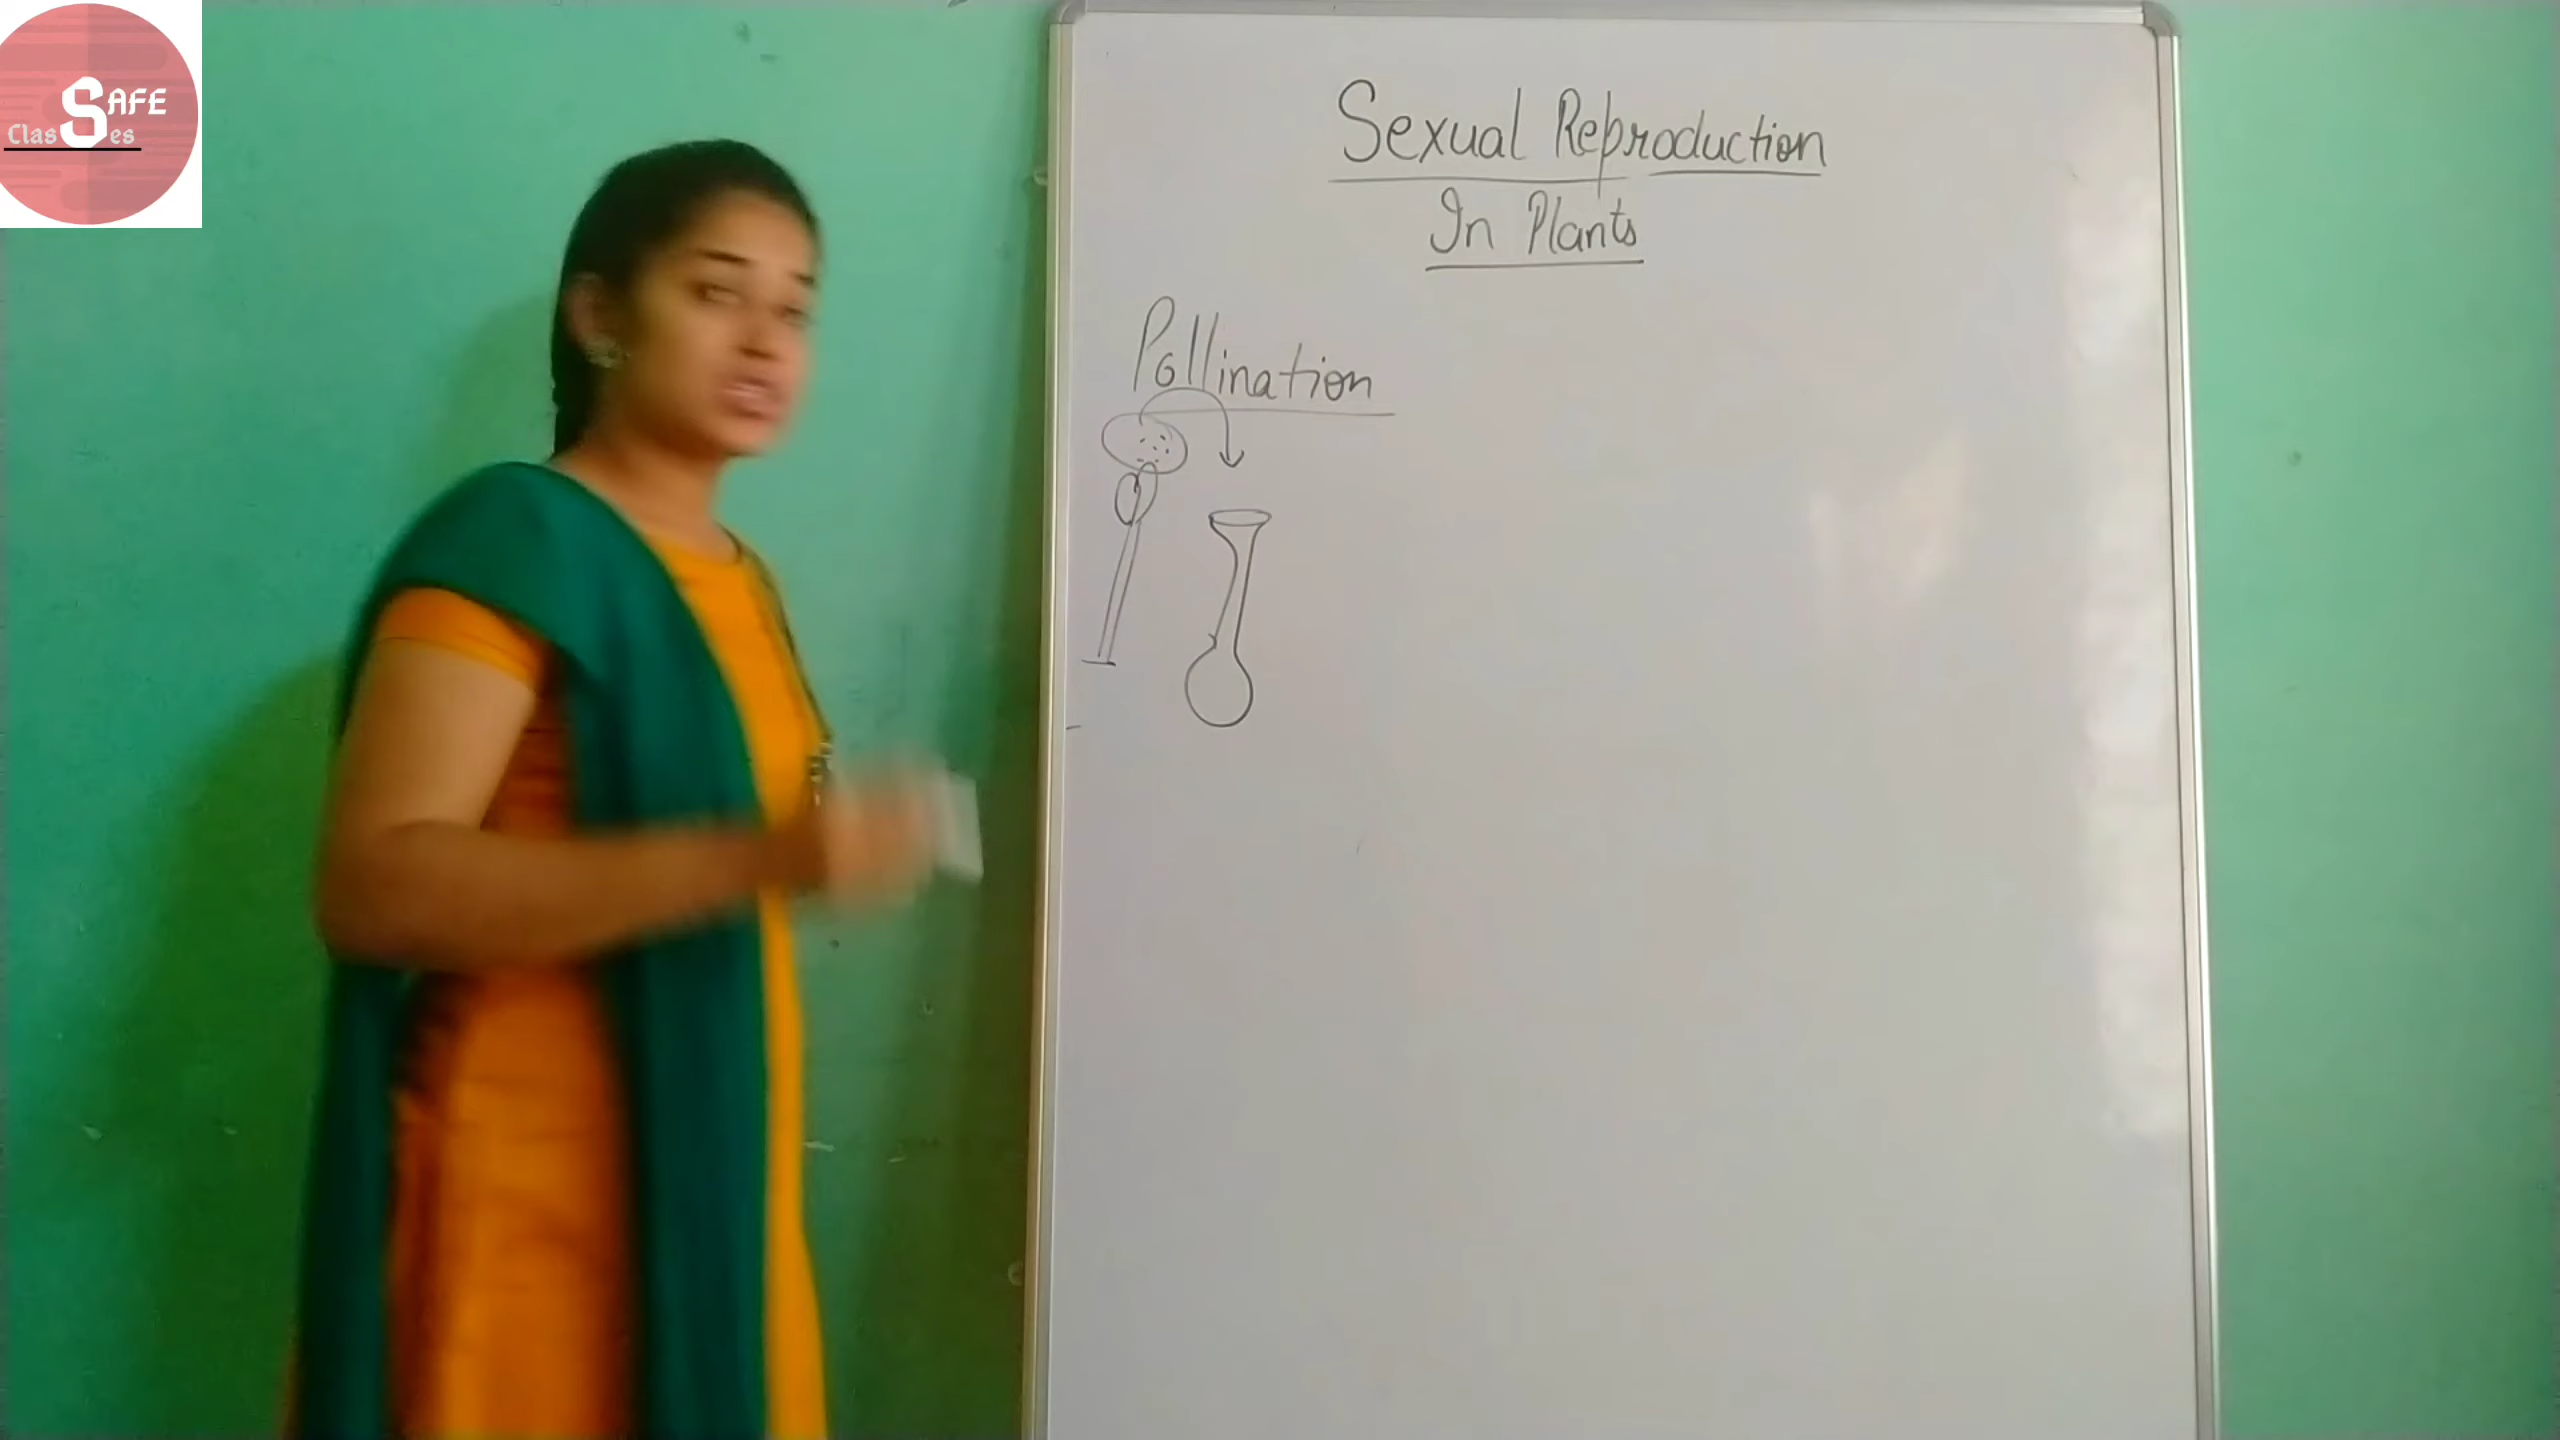 SAFE
Classes
Sexual Reproduction
In Plants
Pollination